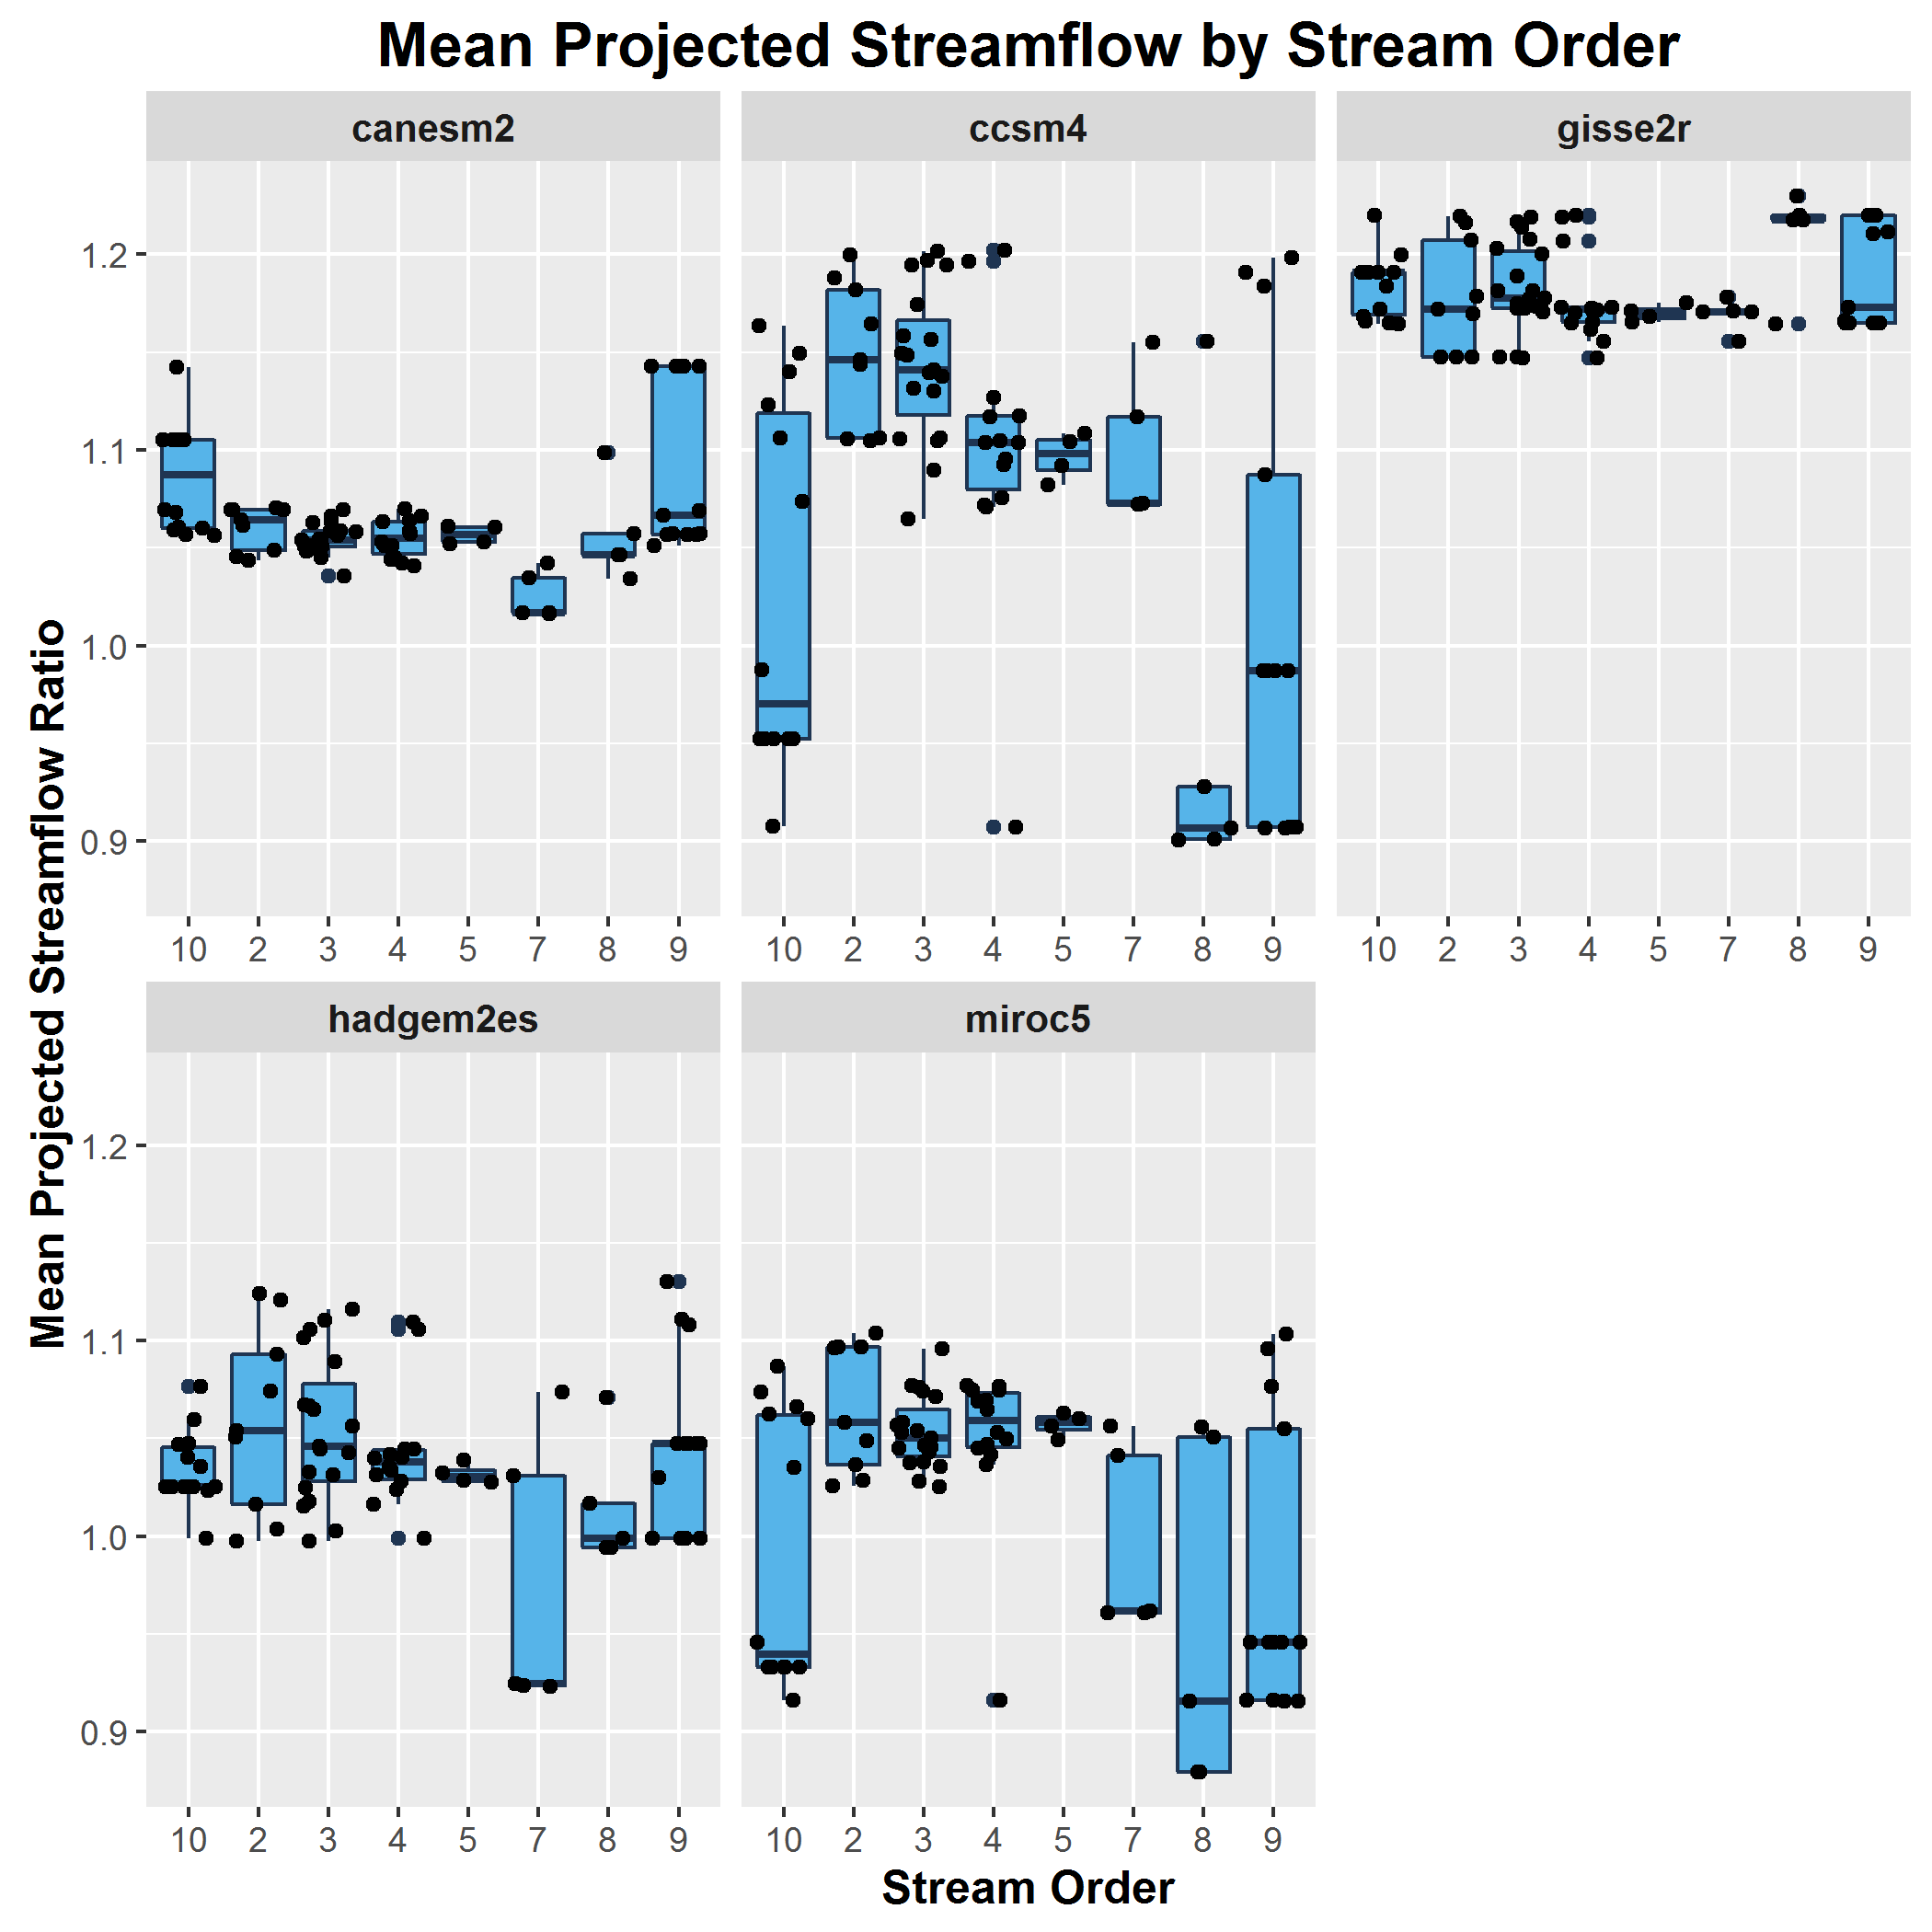 Mean Projected Streamflow by Stream Order
canesm2 ccsm4 gisse2r
1.2
1.1
1.0
0.9
10 2 3 4 5 7 8 9 10 2 3 4 5 7 8 9 10 2 3 4 5 7 8 9
Mean Projected Streamflow Ratio
hadgem2es miroc5
1.2
1.1
1.0
0.9
10 2 3 4 5 7 8 9 10 2 3 4 5 7 8 9
Stream Order